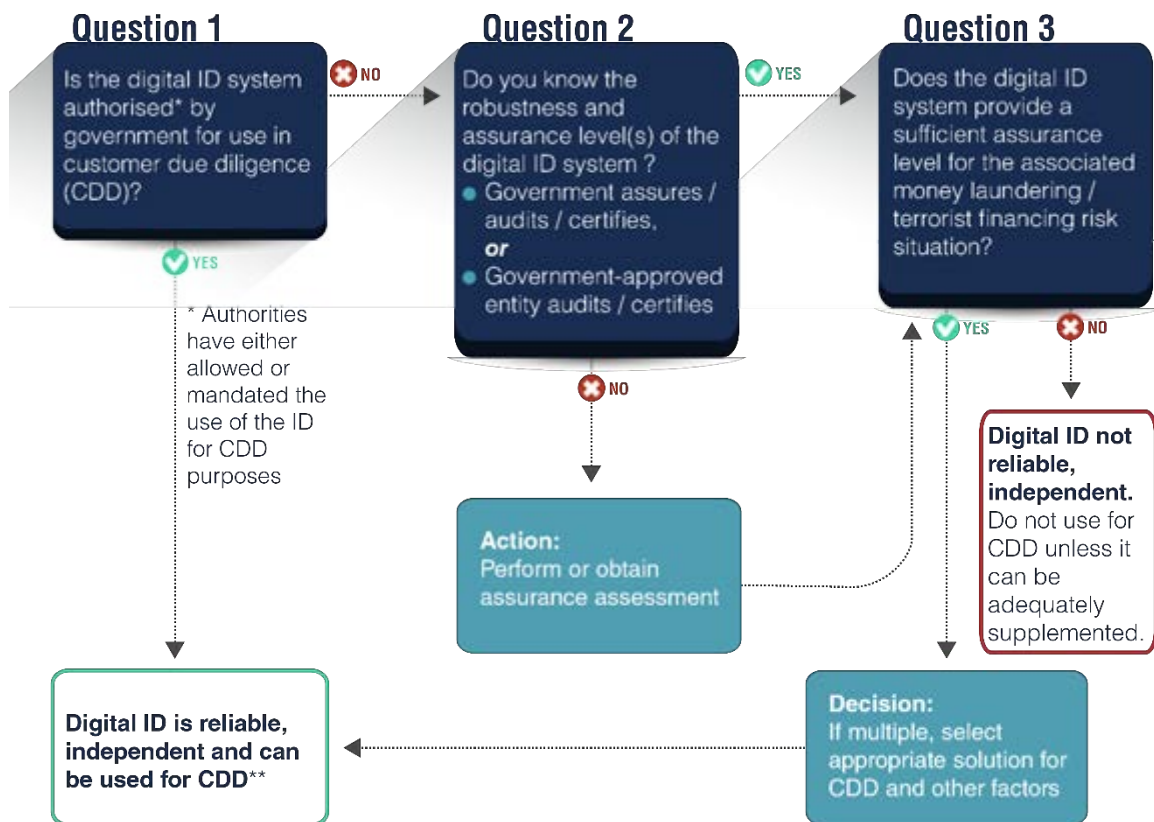 Question 1
Is the digital ID system
authorised* by
government for use in
customer due diligence
(CDD)?
NO
YES
* Authorities
have either
allowed or
mandated the
use of the ID
for CDD
purposes
Question 2
Do you know the
robustness and
assurance level(s) of the
digital ID system ?
• Government assures /
audits / certifies,
or
• Government-approved
entity audits / certifies
YES
NO
Action:
Perform or obtain
assurance assessment
Question 3
Does the digital ID
system provide a
sufficient assurance
level for the associated
money laundering /
terrorist financing risk
situation?
YES
NO
Digital ID not
reliable,
independent.
Do not use for
CDD unless it
can be
adequately
supplemented.
Decision:
If multiple, select
appropriate solution for
CDD and other factors
Digital ID is reliable,
independent and can
be used for CDD**